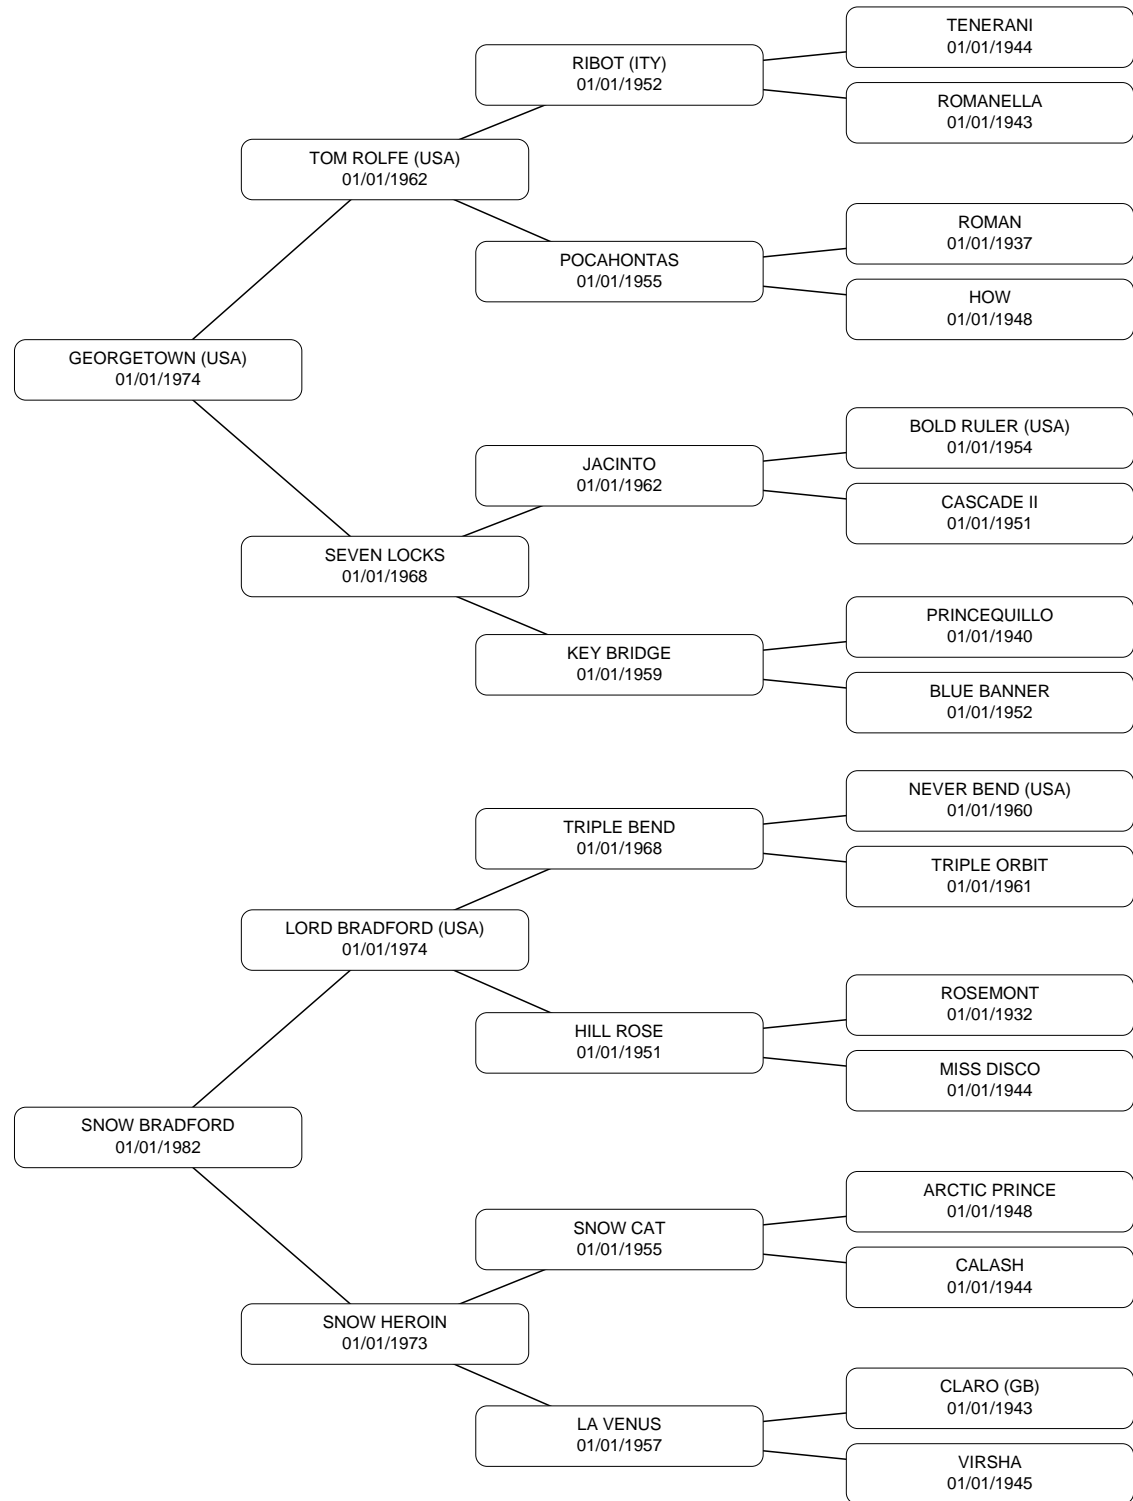 TENERANI
01/01/1944
RIBOT (ITY)
01/01/1952
ROMANELLA
01/01/1943
TOM ROLFE (USA)
01/01/1962
ROMAN
01/01/1937
POCAHONTAS
01/01/1955
HOW
01/01/1948
GEORGETOWN (USA)
01/01/1974
BOLD RULER (USA)
01/01/1954
JACINTO
01/01/1962
CASCADE II
01/01/1951
SEVEN LOCKS
01/01/1968
PRINCEQUILLO
01/01/1940
KEY BRIDGE
01/01/1959
BLUE BANNER
01/01/1952
NEVER BEND (USA)
01/01/1960
TRIPLE BEND
01/01/1968
TRIPLE ORBIT
01/01/1961
LORD BRADFORD (USA)
01/01/1974
ROSEMONT
01/01/1932
HILL ROSE
01/01/1951
MISS DISCO
01/01/1944
SNOW BRADFORD
01/01/1982
ARCTIC PRINCE
01/01/1948
SNOW CAT
01/01/1955
CALASH
01/01/1944
SNOW HEROIN
01/01/1973
CLARO (GB)
01/01/1943
LA VENUS
01/01/1957
VIRSHA
01/01/1945